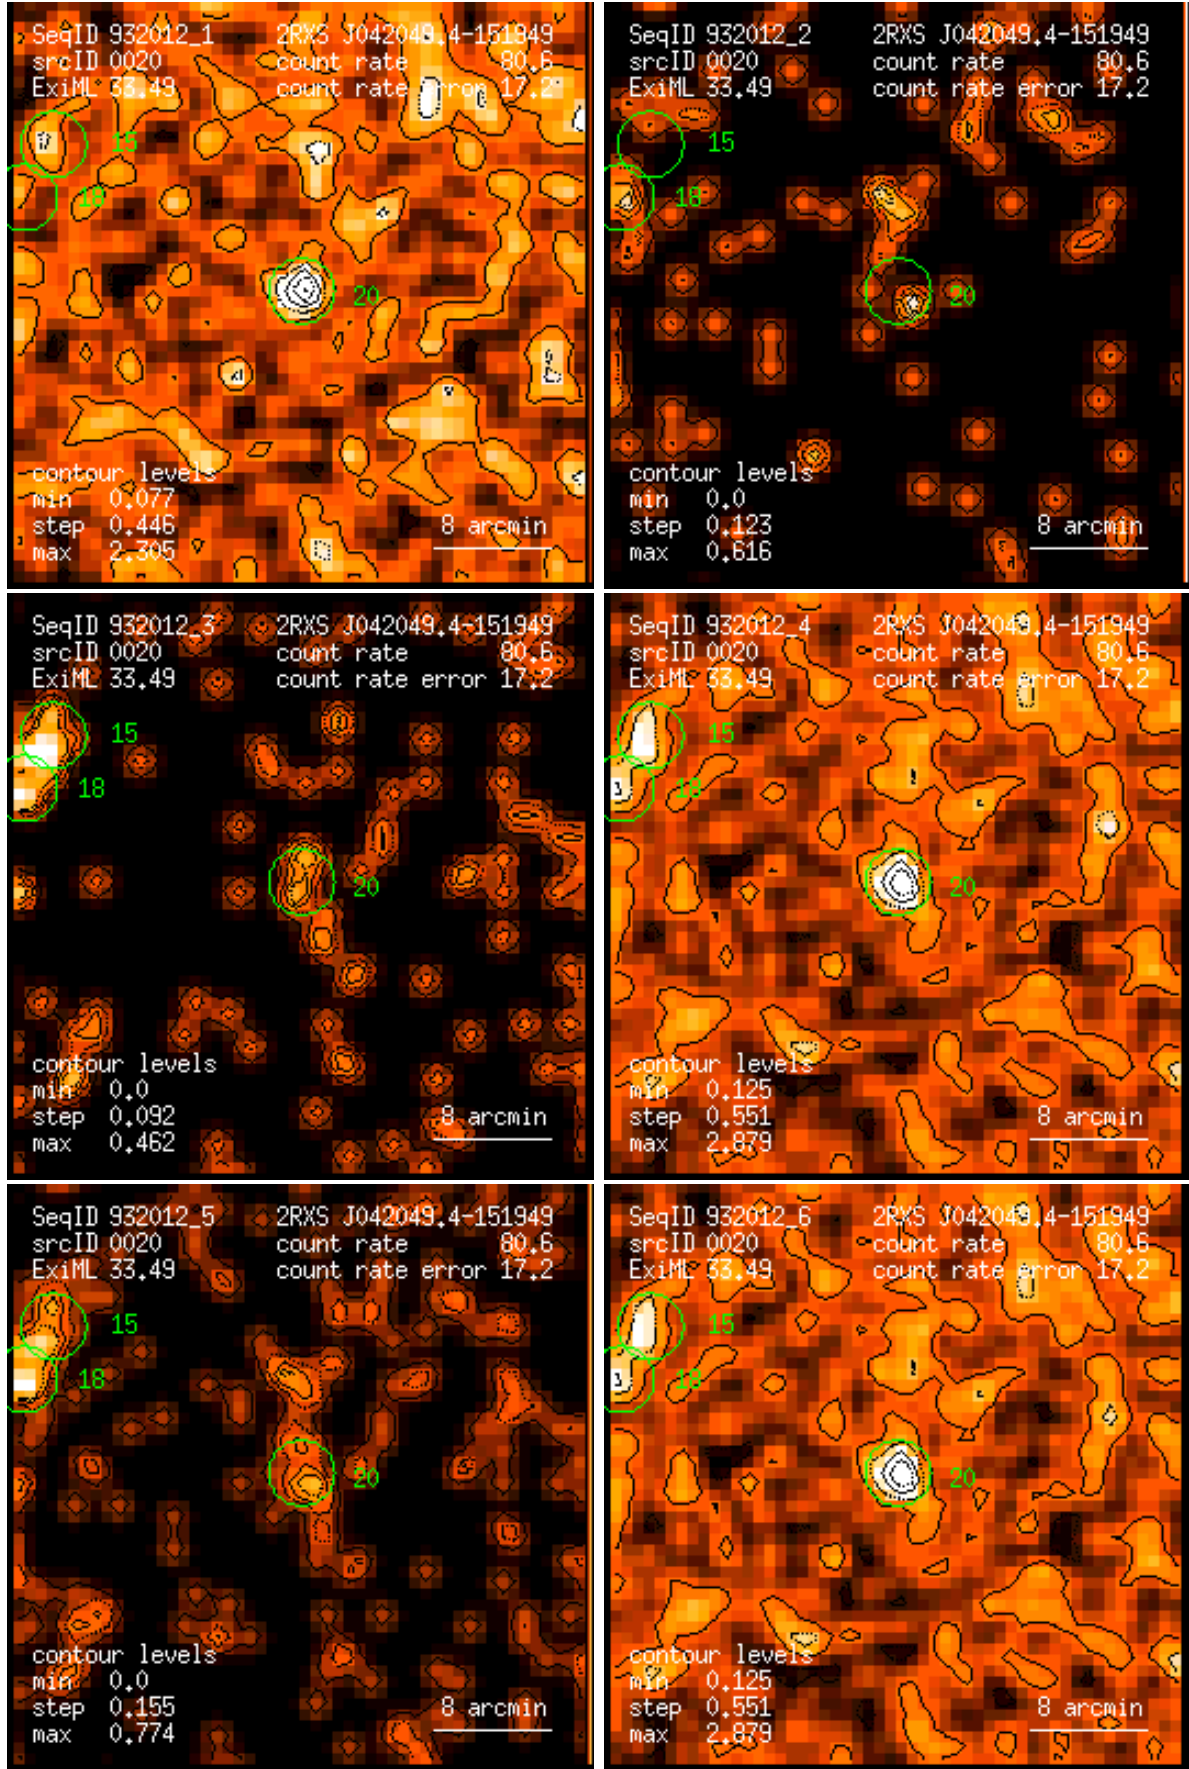 SeqID 932012_1 2RXS J042049.4-151949
srcID 0020 count rate 80.6
ExiML 33.49 count rate error 17.2
15
18
20
contour levels
min 0.077
step 0.446 8 arcmin
max 2.305
SeqID 932012_2 2RXS J042049.4-151949
srcID 0020 count rate 80.6
ExiML 33.49 count rate error 17.2
15
18
20
contour levels
min 0.0
step 0.123 8 arcmin
max 0.616
SeqID 932012_3 2RXS J042049.4-151949
srcID 0020 count rate 80.6
ExiML 33.49 count rate error 17.2
15
18
20
contour levels
min 0.0
step 0.092 8 arcmin
max 0.462
SeqID 932012_4 2RXS J042049.4-151949
srcID 0020 count rate 80.6
ExiML 33.49 count rate error 17.2
15
18
20
contour levels
min 0.125
step 0.551 8 arcmin
max 2.879
SeqID 932012_5 2RXS J042049.4-151949
srcID 0020 count rate 80.6
ExiML 33.49 count rate error 17.2
15
18
20
contour levels
min 0.0
step 0.155 8 arcmin
max 0.774
SeqID 932012_6 2RXS J042049.4-151949
srcID 0020 count rate 80.6
ExiML 33.49 count rate error 17.2
15
18
20
contour levels
min 0.125
step 0.551 8 arcmin
max 2.879